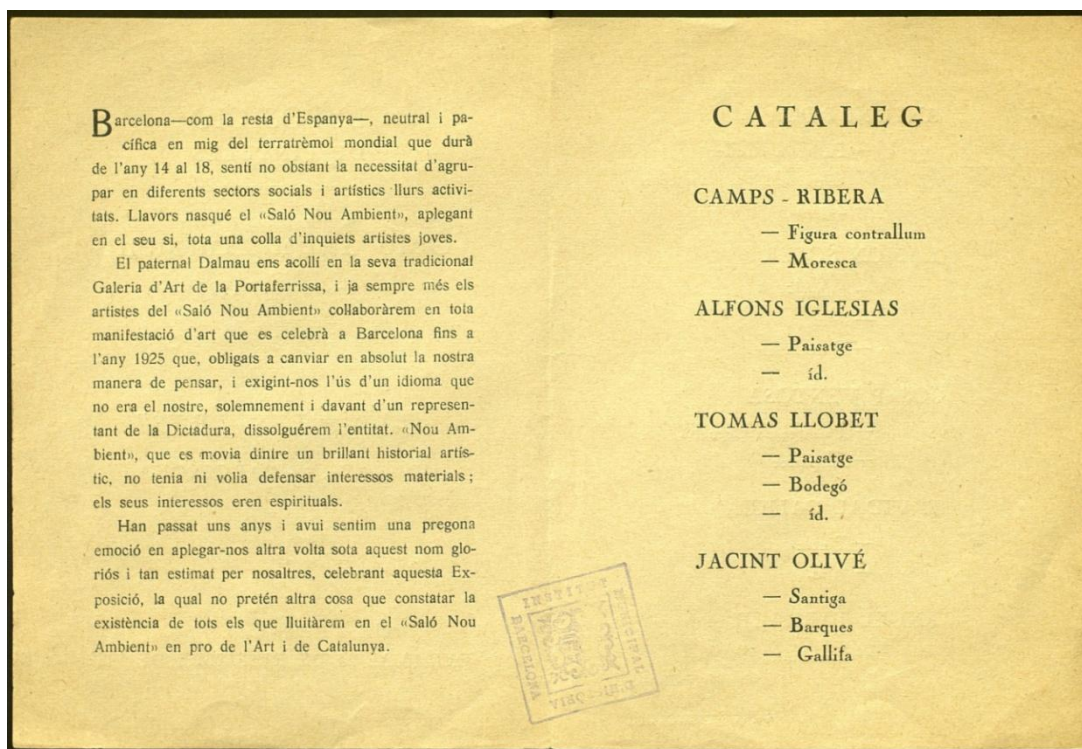 Barcelona—com la resta d'Espanya—, neutral i pa-
cífica en mig del terratrèmol mondial que durà
de l'any 14 al 18, sentí no obstant la necessitat d'agru-
par en diferents sectors socials i artístics llurs activi-
tats. Llavors nasqué el «Saló Nou Ambient», aplegant
en el seu si, tota una colla d'inquiets artistes joves.
El paternal Dalmau ens acollí en la seva tradicional
Galeria d'Art de la Portaferrissa, i ja sempre més els
artistes del «Saló Nou Ambient» col·laboràrem en tota
manifestació d'art que es celebrà a Barcelona fins a
l'any 1925 que, obligats a canviar en absolut la nostra
manera de pensar, i exigint-nos l'ús d'un idioma que
no era el nostre, solemnement i davant d'un represen-
tant de la Dictadura, dissolguérem l'entitat. «Nou Am-
bient», que es movia dintre un brillant historial artís-
tic, no tenia ni volia defensar interessos materials;
els seus interessos eren espirituals.
Han passat uns anys i avui sentim una pregona
emoció en aplegar-nos altra volta sota aquest nom glo-
riós i tan estimat per nosaltres, celebrant aquesta Ex-
posició, la qual no pretén altra cosa que constatar la
existència de tots els que lluitàrem en el «Saló Nou
Ambient» en pro de l'Art i de Catalunya.
CATALEG
CAMPS - RIBERA
— Figura contrallum
— Moresca
ALFONS IGLESIAS
— Paisatge
— íd.
TOMAS LLOBET
— Paisatge
— Bodegó
— íd.
JACINT OLIVÉ
— Santiga
— Barques
— Gallifa
INSTITUT
MUNICIPAL
D'HISTÒRIA
BARCELONA